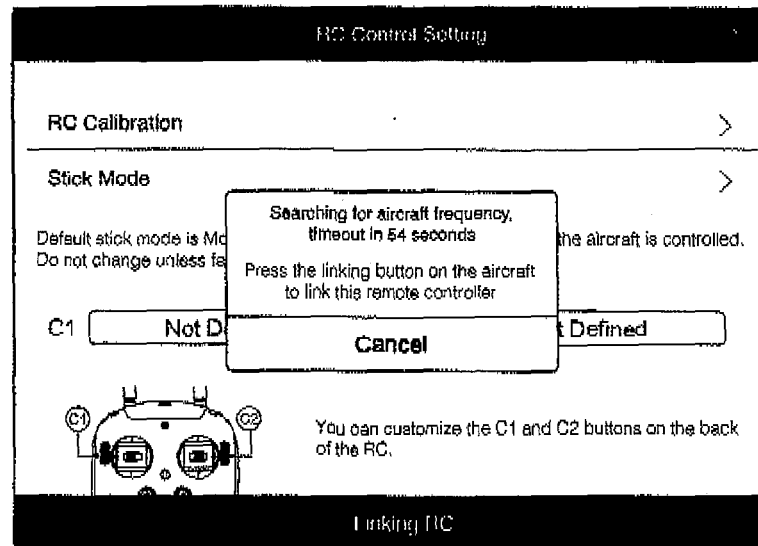 RC Control Setting
RC Calibration
Stick Mode
Searching for aircraft frequency,
timeout in 54 seconds
Default stick mode is Mo
the aircraft is controlled.
Do not change unless fa
Press the linking button on the aircraft
to link this remote controller
C1
Not D
t Defined
Cancel
C1
C2
You can customize the C1 and C2 buttons on the back
of the RC.
Linking RC